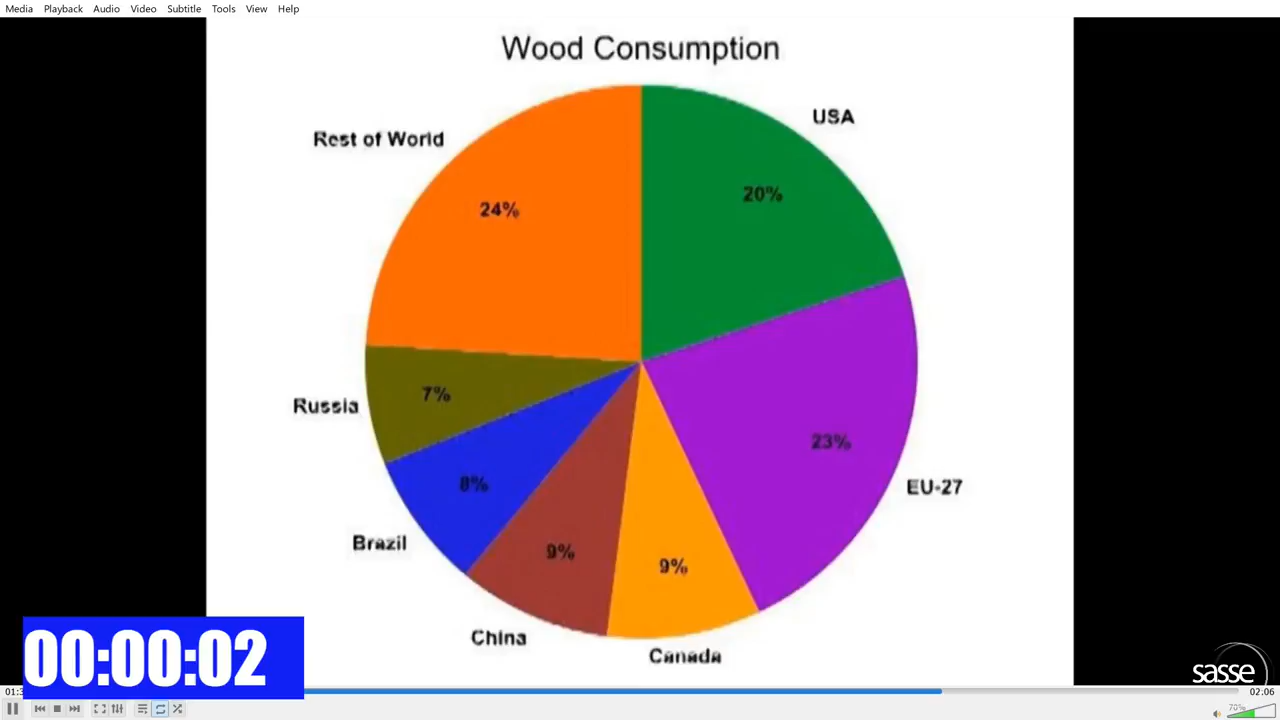 Media Playback Audio Video Subtitle Tools View Help
Wood Consumption
USA
Rest of World
20%
24%
Russia
7%
23%
EU-27
8%
Brazil
9%
9%
China
Canada
00:00:02
sasse
02:06
70%